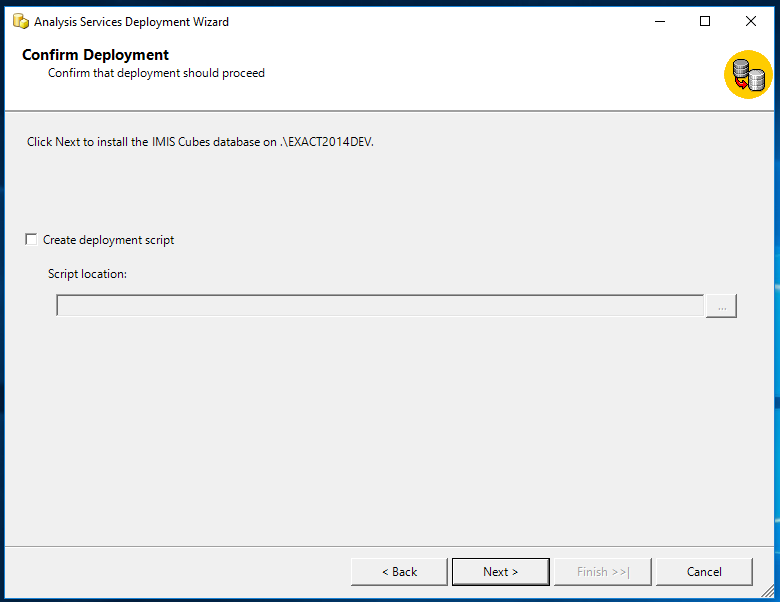 Analysis Services Deployment Wizard
Confirm Deployment
Confirm that deployment should proceed
Click Next to install the IMIS Cubes database on .\EXACT2014DEV.
Create deployment script
Script location:
...
< Back
Next >
Finish >>|
Cancel